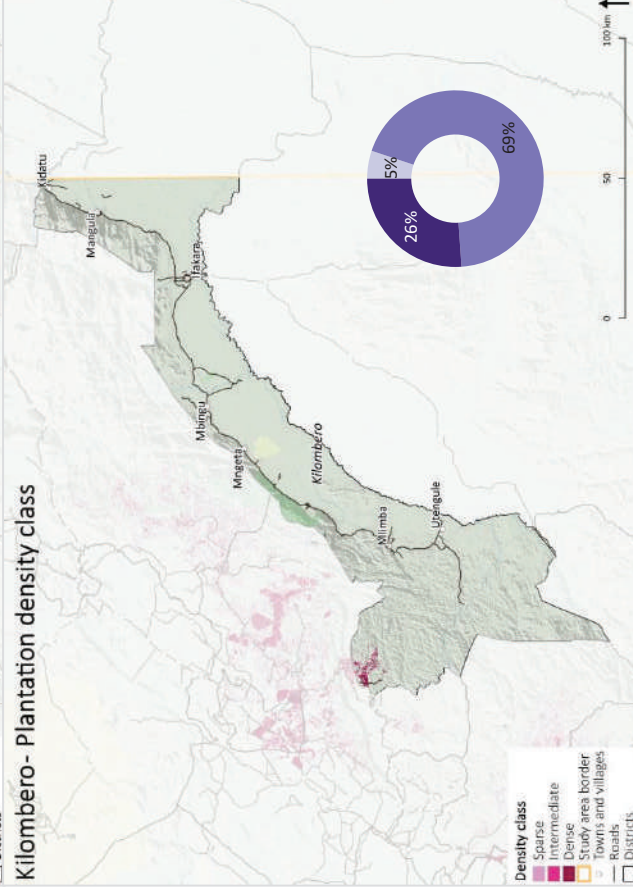 Kilombero- Plantation density class
Kidatu
Mangula
Ifakara
Mbingu
Mngeta
Kilombero
Mlimba
Utengule
5%
26%
69%
Density class
Sparse
Intermediate
Dense
Study area border
Towns and villages
Roads
Districts
0
50
100 km